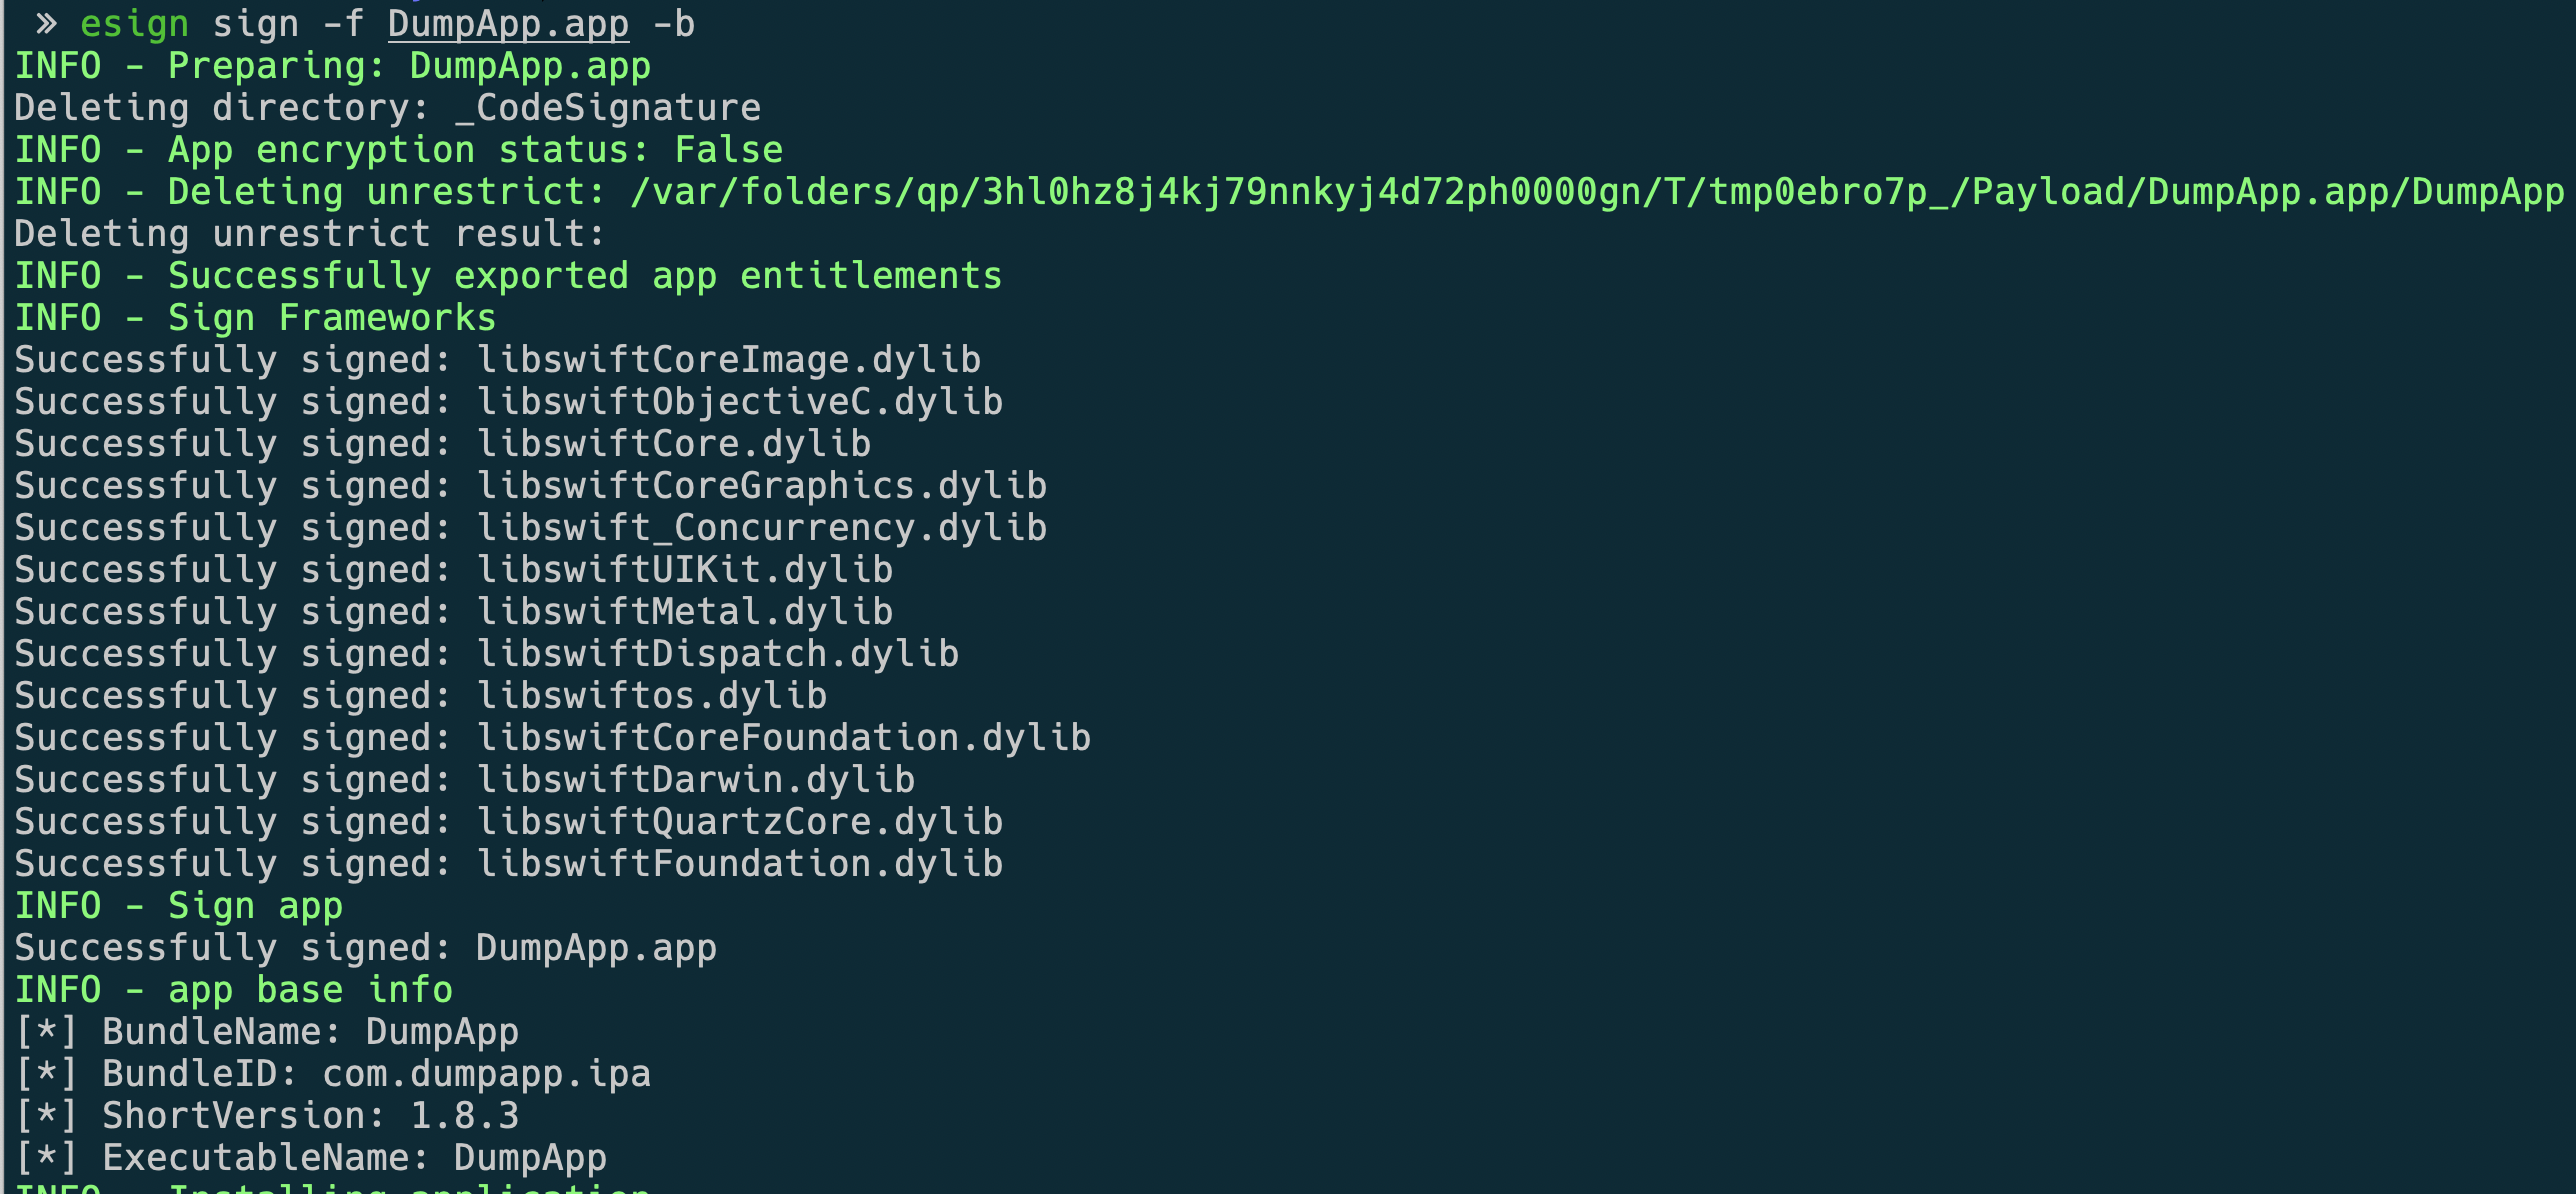 » esign sign -f DumpApp.app -b
INFO - Preparing: DumpApp.app
Deleting directory: _CodeSignature
INFO - App encryption status: False
INFO - Deleting unrestrict: /var/folders/qp/3hl0hz8j4kj79nnkyj4d72ph0000gn/T/tmp0ebro7p_/Payload/DumpApp.app/DumpApp
Deleting unrestrict result:
INFO - Successfully exported app entitlements
INFO - Sign Frameworks
Successfully signed: libswiftCoreImage.dylib
Successfully signed: libswiftObjectiveC.dylib
Successfully signed: libswiftCore.dylib
Successfully signed: libswiftCoreGraphics.dylib
Successfully signed: libswift_Concurrency.dylib
Successfully signed: libswiftUIKit.dylib
Successfully signed: libswiftMetal.dylib
Successfully signed: libswiftDispatch.dylib
Successfully signed: libswiftos.dylib
Successfully signed: libswiftCoreFoundation.dylib
Successfully signed: libswiftDarwin.dylib
Successfully signed: libswiftQuartzCore.dylib
Successfully signed: libswiftFoundation.dylib
INFO - Sign app
Successfully signed: DumpApp.app
INFO - app base info
[*] BundleName: DumpApp
[*] BundleID: com.dumpapp.ipa
[*] ShortVersion: 1.8.3
[*] ExecutableName: DumpApp
INFO - Installing application